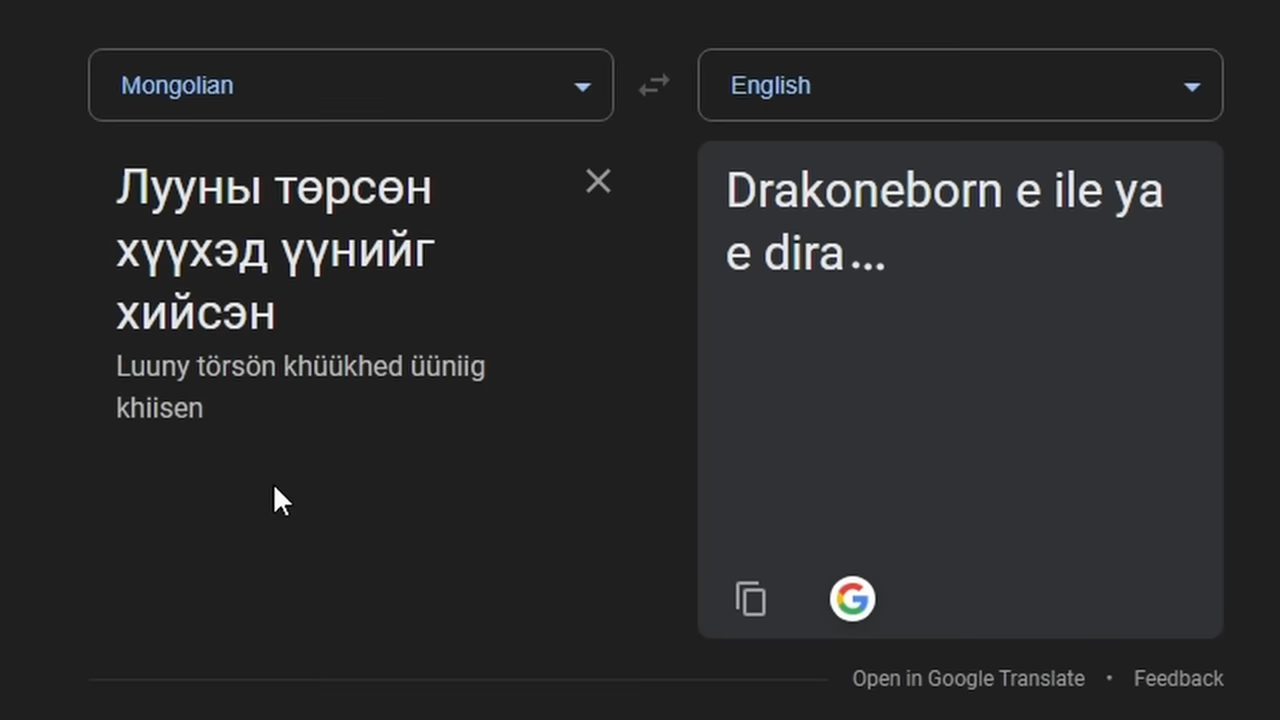 Mongolian
English
Лууны төрсөн
хүүхэд үүнийг
хийсэн
Luuny törsön khüükhed üüniig
khiisen
Drakoneborn e ile ya
e dira...
Open in Google Translate • Feedback